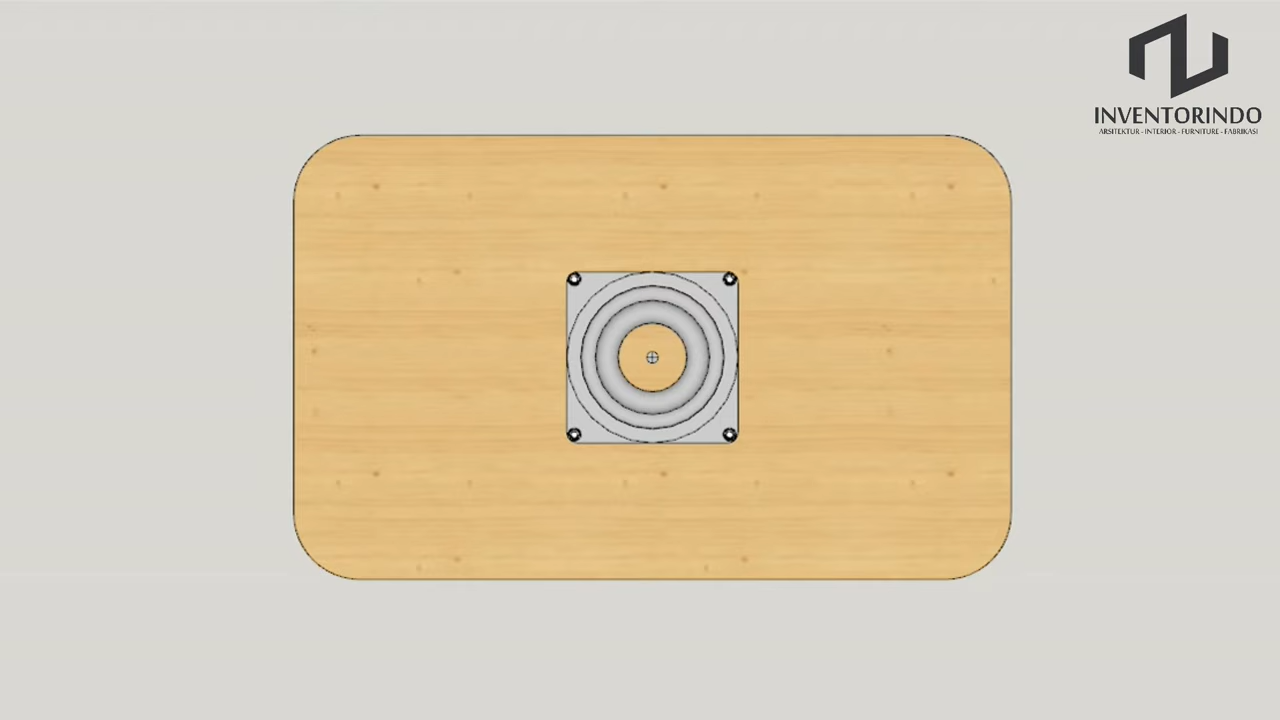 INVENTORINDO
ARSITEKTUR - INTERIOR - FURNITURE - FABRIKASI